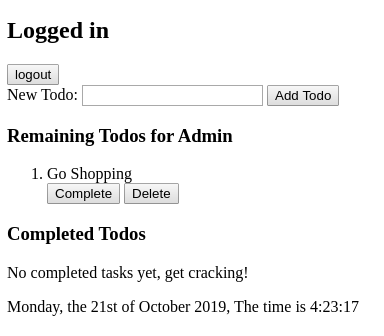 Logged in
logout
New Todo: Add Todo
Remaining Todos for Admin
1. Go Shopping
Complete Delete
Completed Todos
No completed tasks yet, get cracking!
Monday, the 21st of October 2019, The time is 4:23:17